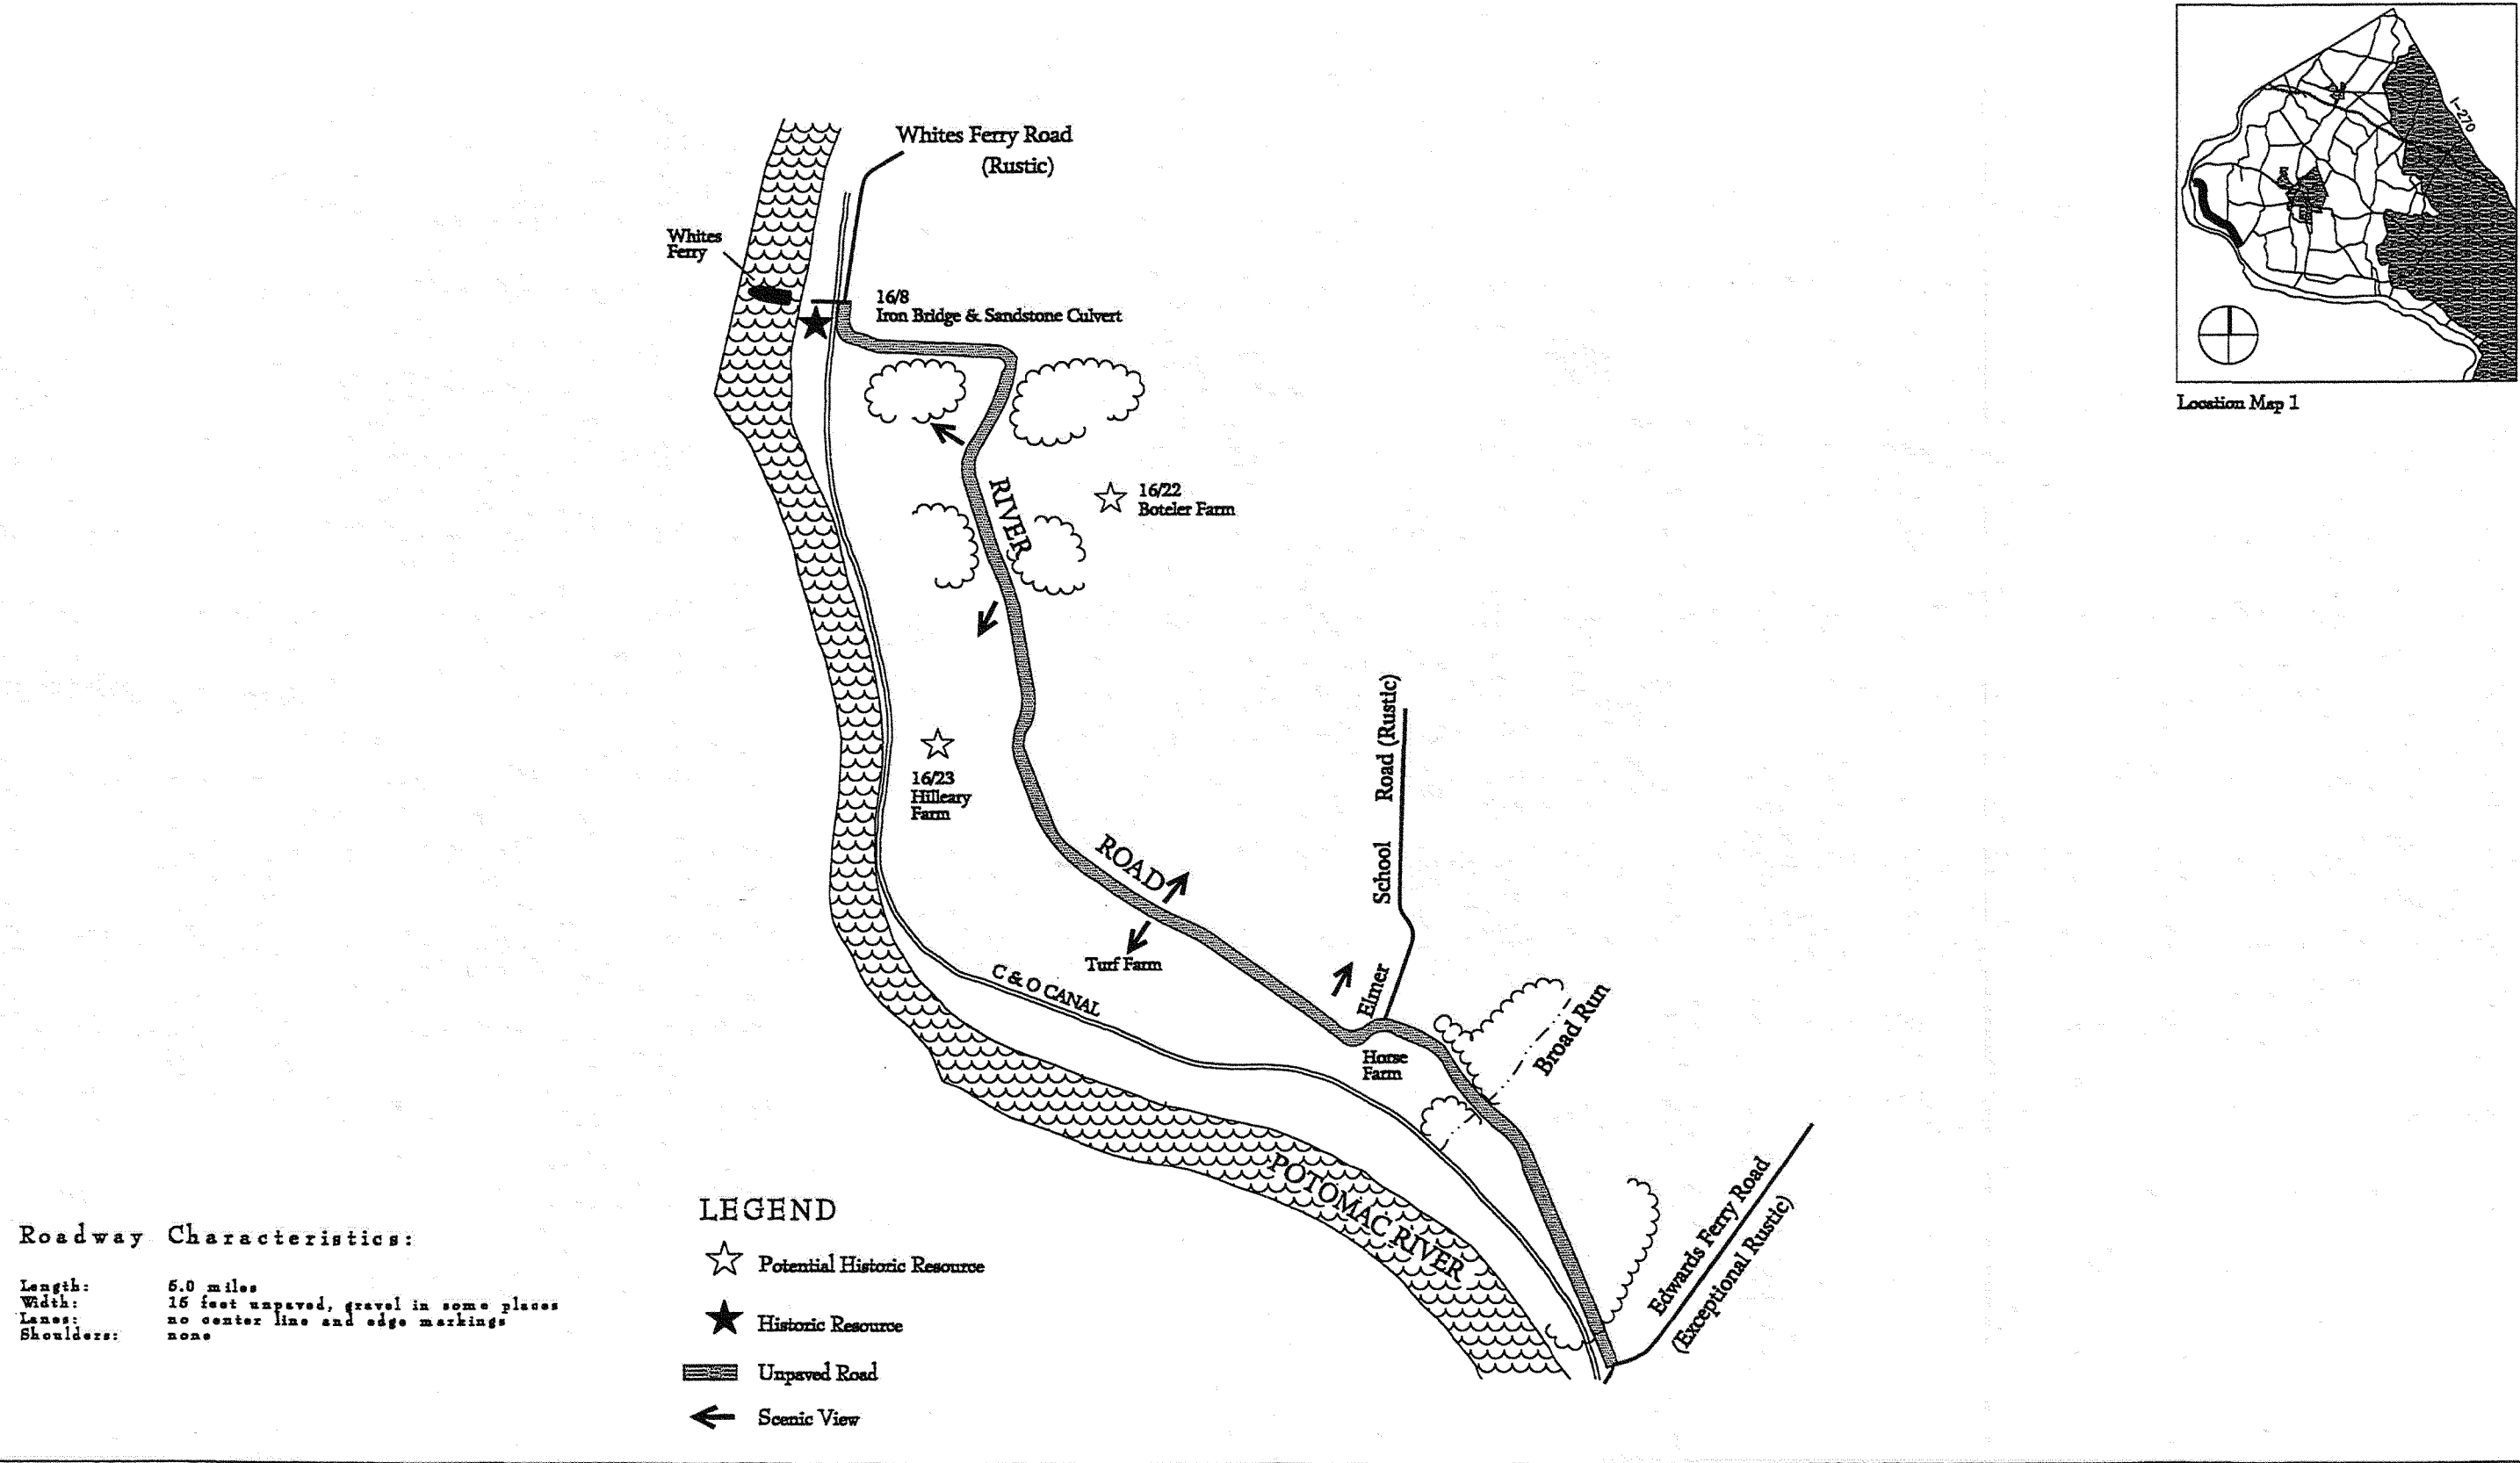 Whites Ferry Road
(Rustic)
I-270
Location Map 1
Whites
Ferry
16/8
Iron Bridge & Sandstone Culvert
RIVER
16/22
Boteler Farm
16/23
Hilleary
Farm
ROAD
Turf Farm
Elmer School Road (Rustic)
C & O CANAL
Horse
Farm
Broad Run
POTOMAC RIVER
Edwards Ferry Road
(Exceptional Rustic)
LEGEND
Potential Historic Resource
Historic Resource
Unpaved Road
Scenic View
Roadway Characteristics:
Length: miles
Width: feet unpaved, gravel in some places
Lanes: no center line and edge markings
Shoulders: none